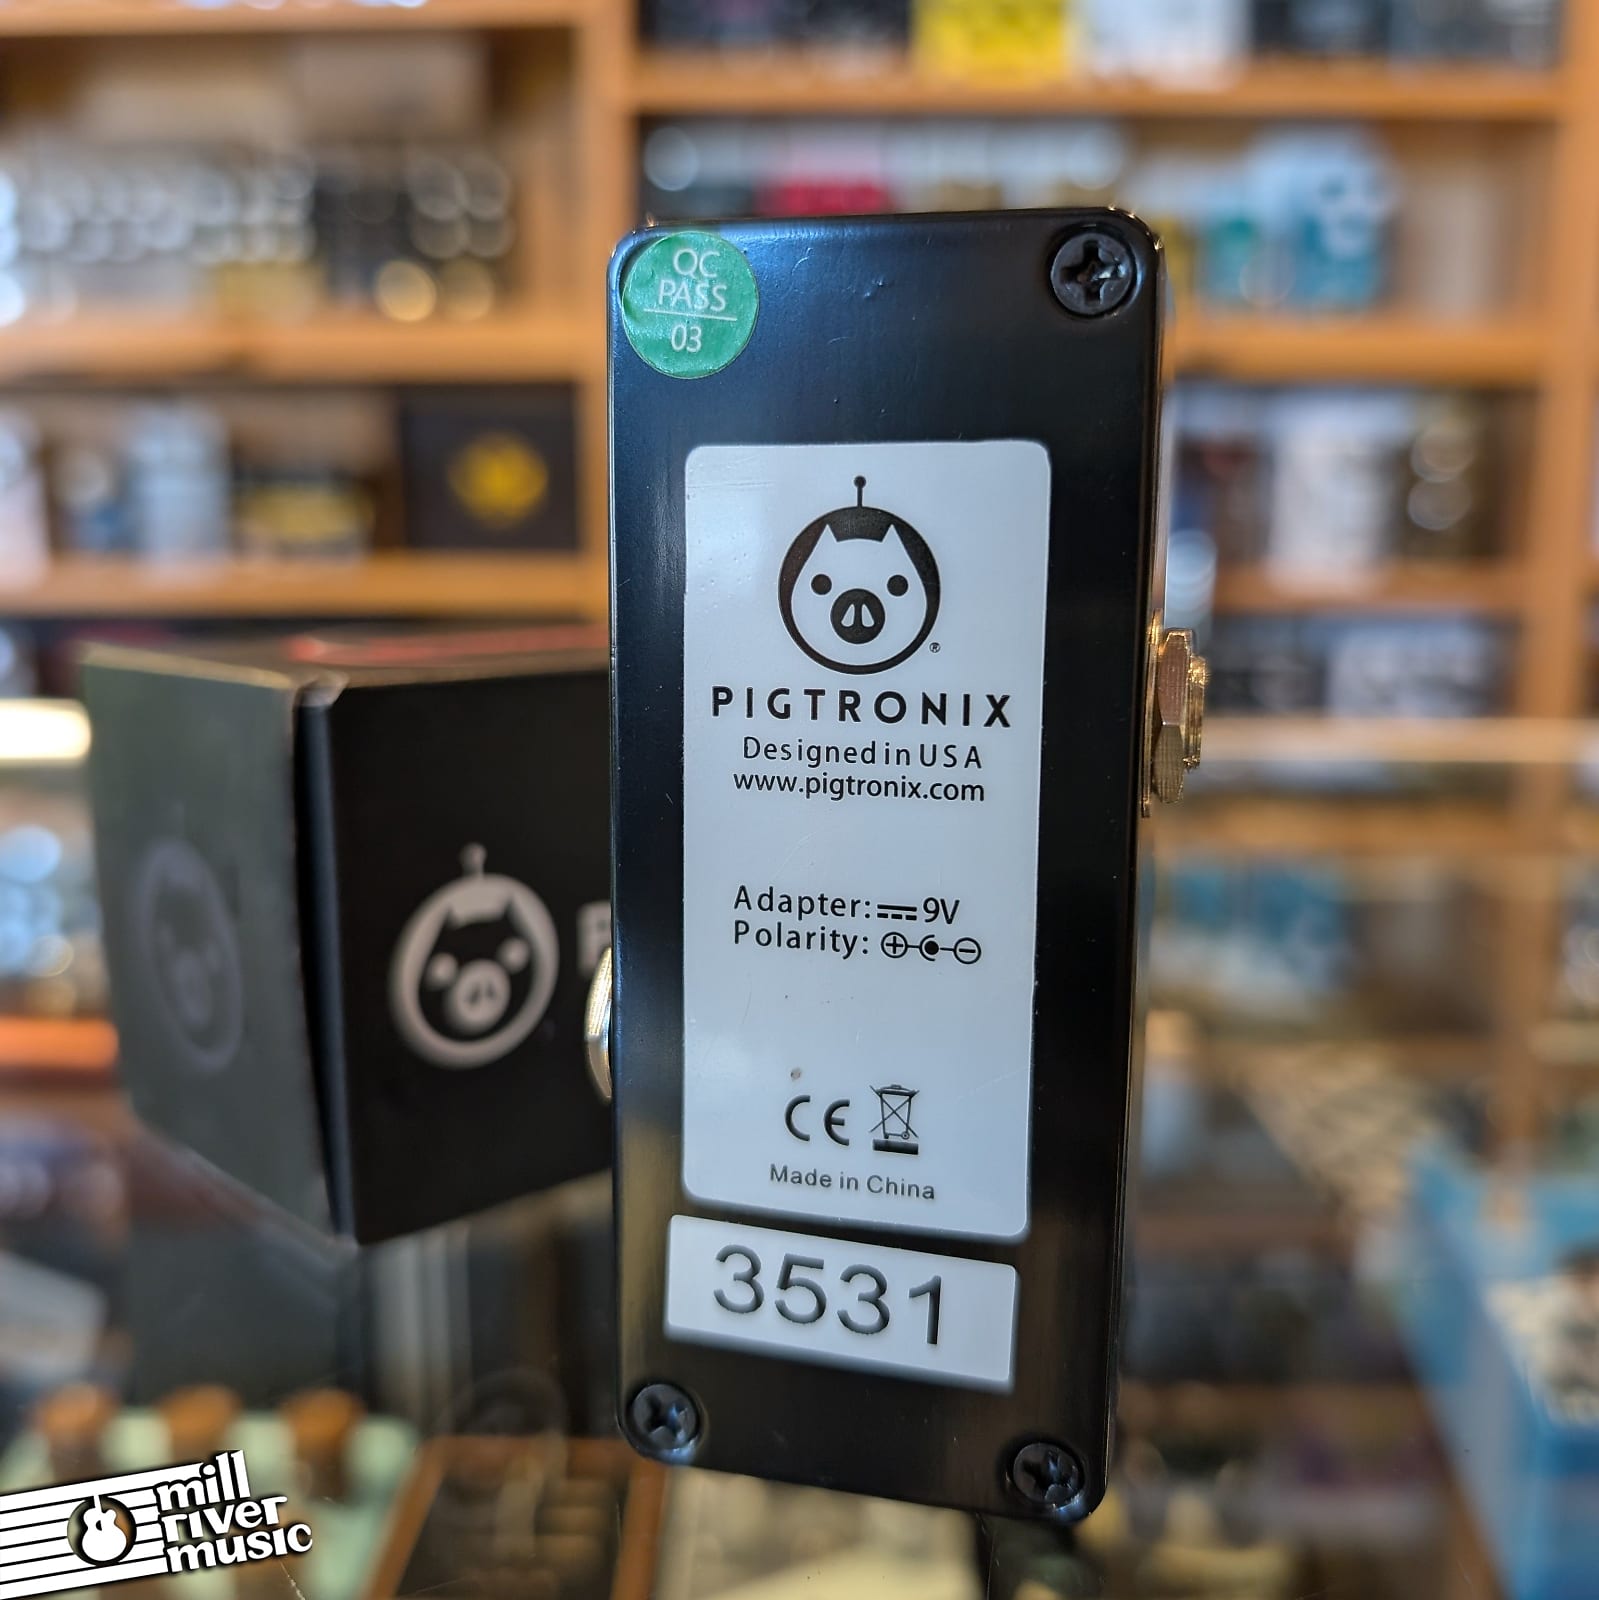 QC
PASS
03
®
PIGTRONIX
Designed in USA
www.pigtronix.com
Adapter: 9V
Polarity:
CE
Made in China
3531
mill
river
music